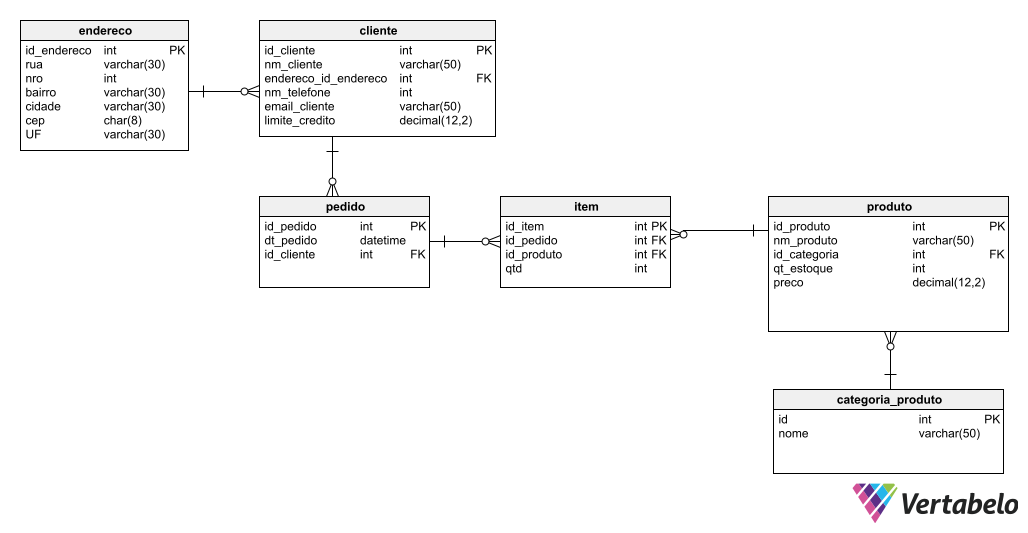 endereco
id_endereco int PK
rua varchar(30)
nro int
bairro varchar(30)
cidade varchar(30)
cep char(8)
UF varchar(30)
cliente
id_cliente int PK
nm_cliente varchar(50)
endereco_id_endereco int FK
nm_telefone int
email_cliente varchar(50)
limite_credito decimal(12,2)
pedido
id_pedido int PK
dt_pedido datetime
id_cliente int FK
item
id_item int PK
id_pedido int FK
id_produto int FK
qtd int
produto
id_produto int PK
nm_produto varchar(50)
id_categoria int FK
qt_estoque int
preco decimal(12,2)
categoria_produto
id int PK
nome varchar(50)
Vertabelo